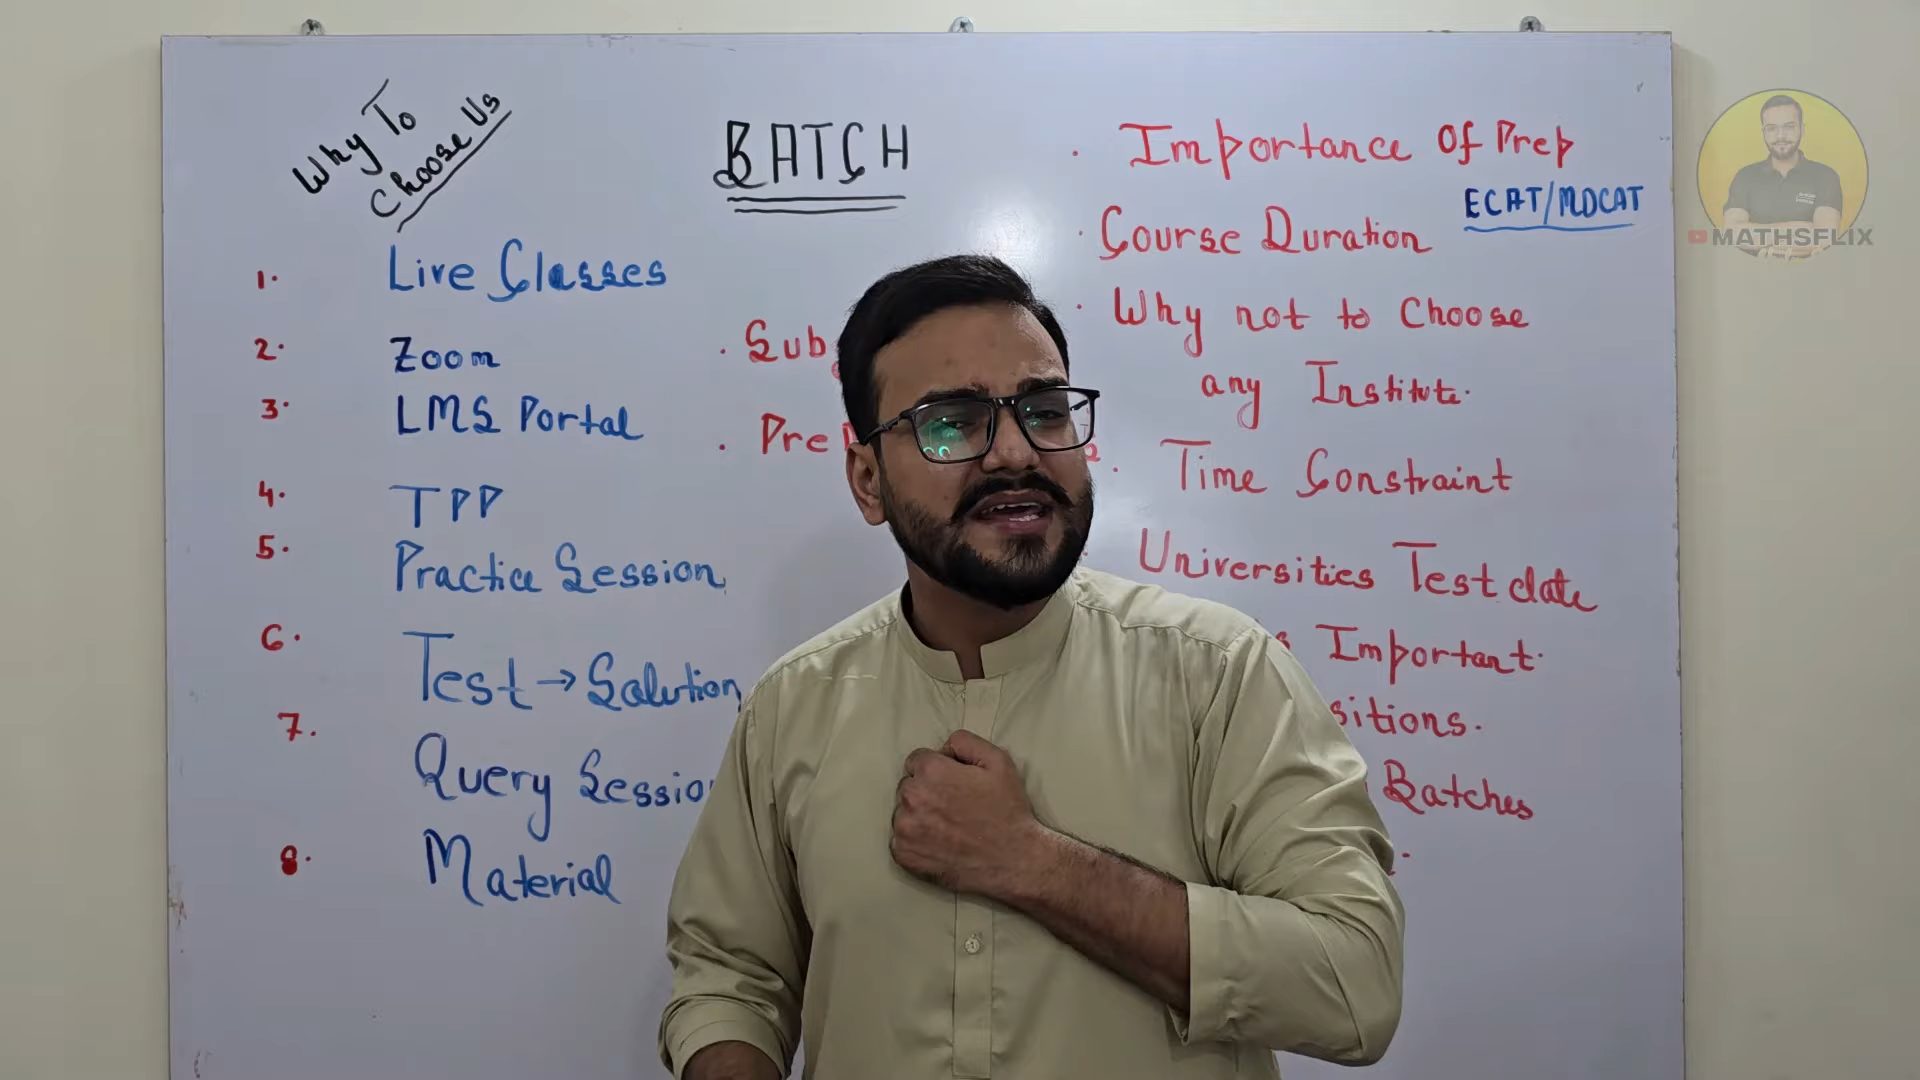 Why To
Choose Us
1. Live Classes
2. Zoom
3. LMS Portal
4. TPP
5. Practice Session
6. Test → Solution
7. Query Session
8. Material
BATCH
. Sub
. Prep
. Importance Of Prep
ECAT/MDCAT
. Course Duration
. Why not to Choose
any Institute.
. Time Constraint
Universities Test date
Important.
Batches
MATHSFLIX